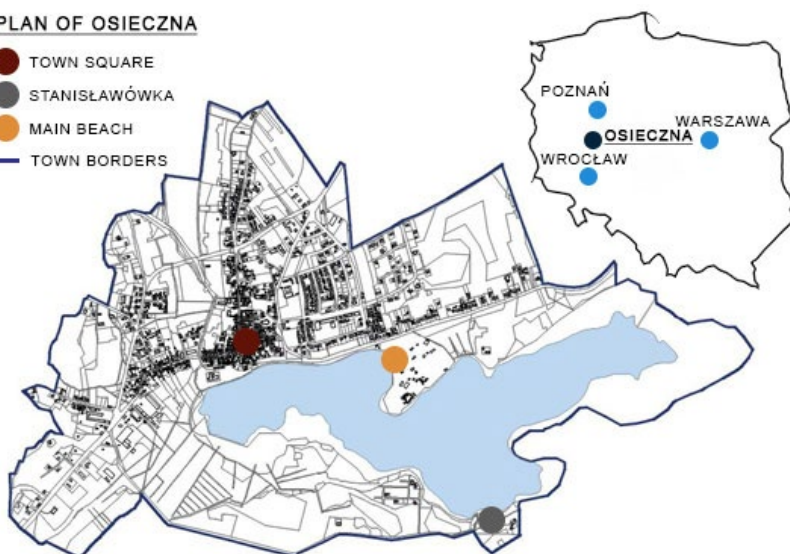 PLAN OF OSIECZNA
TOWN SQUARE
STANISŁAWÓWKA
MAIN BEACH
TOWN BORDERS
POZNAŃ
WARSZAWA
OSIECZNA
WROCŁAW